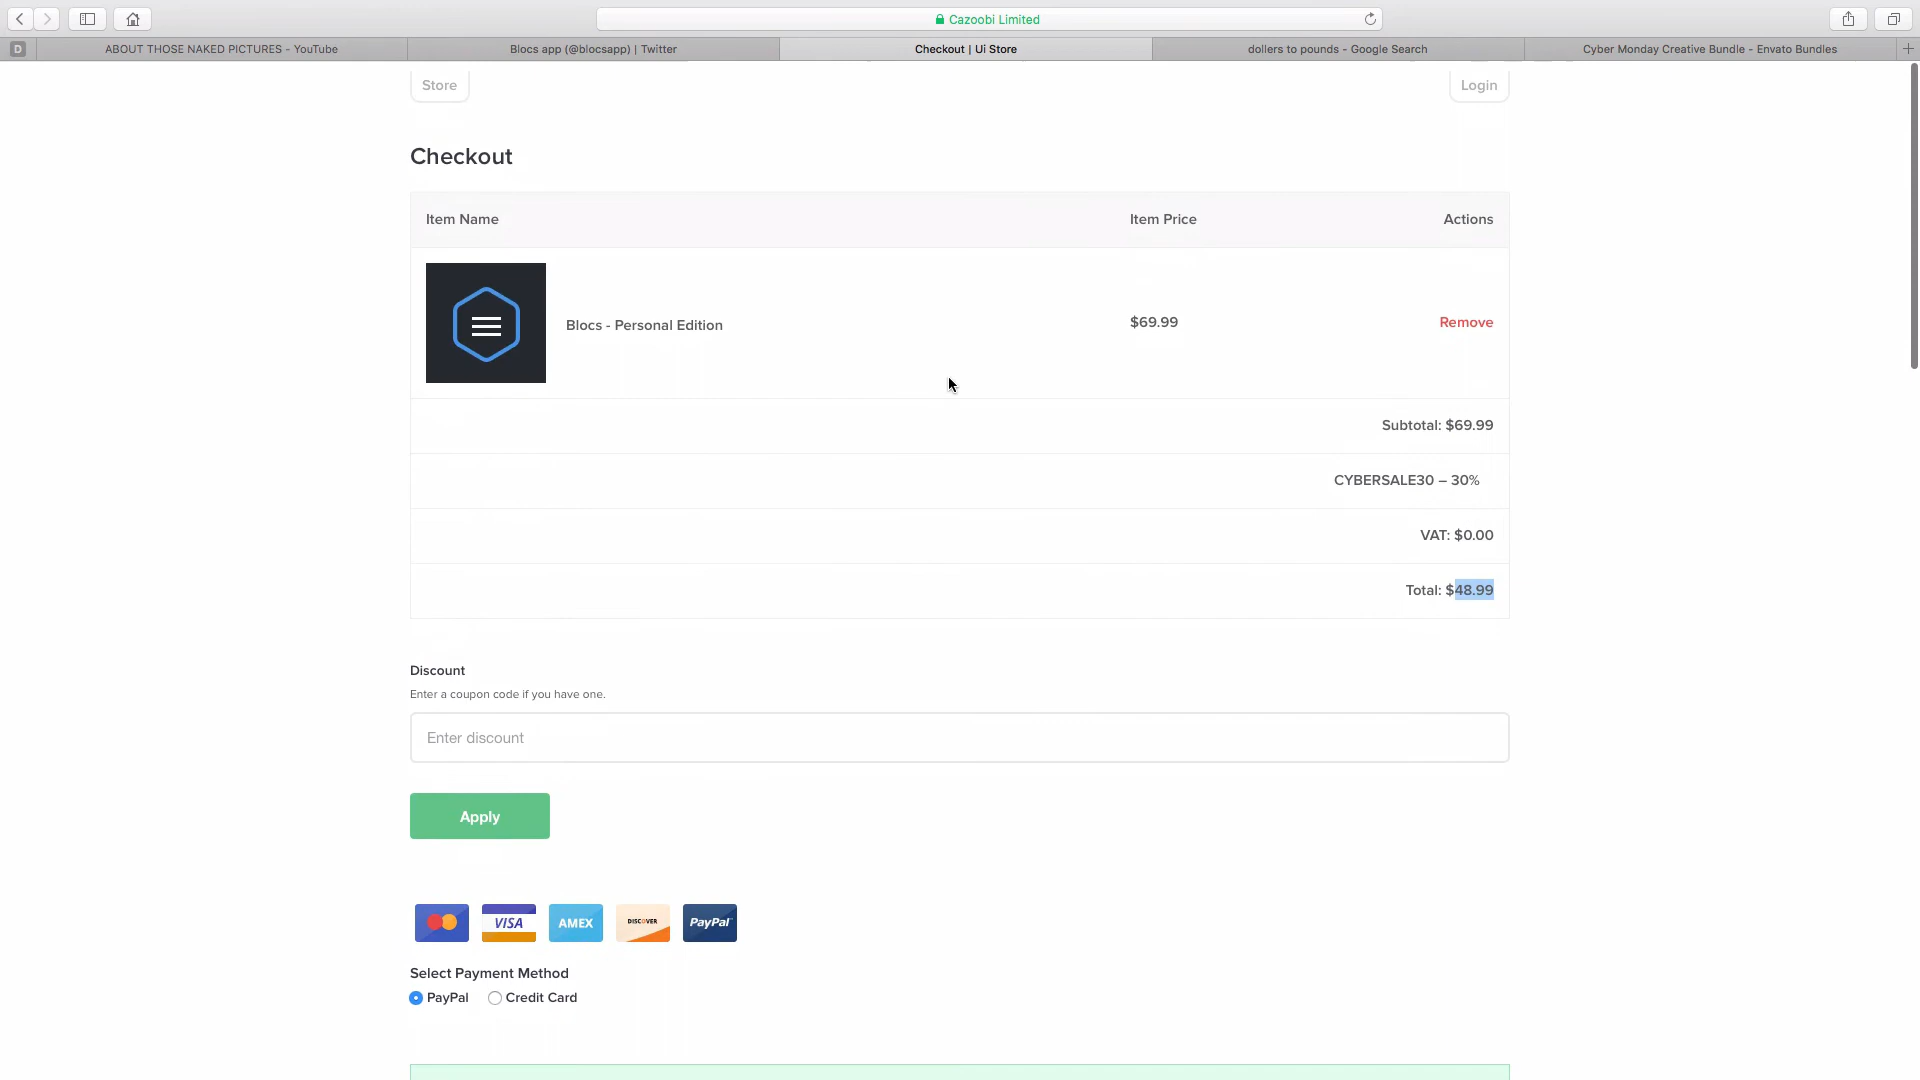 Cazoobi Limited
D
ABOUT THOSE NAKED PICTURES - YouTube
Blocs app (@blocsapp) | Twitter
Checkout | Ui Store
dollers to pounds - Google Search
Cyber Monday Creative Bundle - Envato Bundles
Store
Login
Checkout
Item Name
Item Price
Actions
Blocs - Personal Edition
$69.99
Remove
Subtotal: $69.99
CYBERSALE30 – 30%
VAT: $0.00
Total: $48.99
Discount
Enter a coupon code if you have one.
Enter discount
Apply
VISA
AMEX
DISCOVER
PayPal
Select Payment Method
PayPal
Credit Card